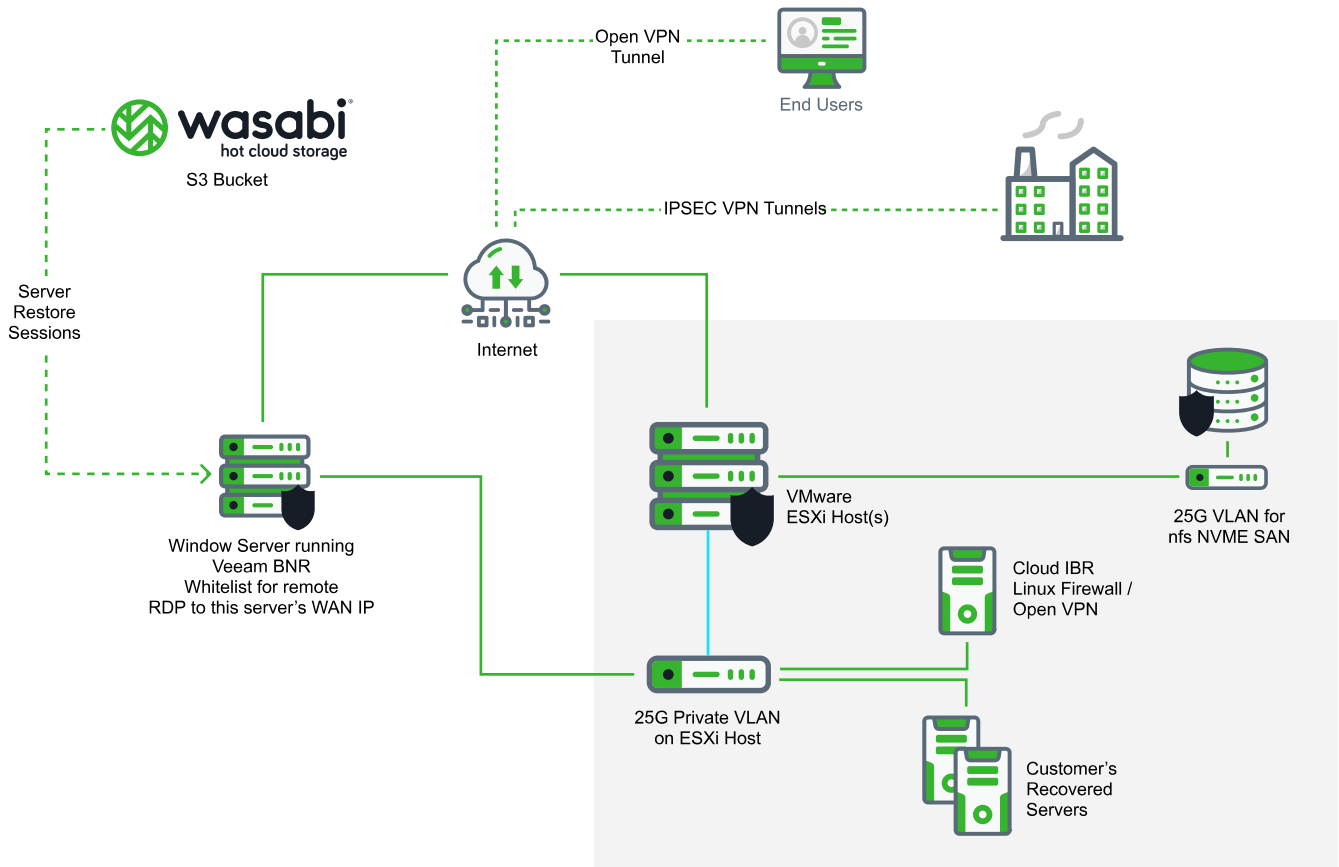 Open VPN
Tunnel
End Users
wasabi
hot cloud storage
S3 Bucket
IPSEC VPN Tunnels
Server
Restore
Sessions
Internet
VMware
ESXi Host(s)
25G VLAN for
nfs NVME SAN
Window Server running
Veeam BNR
Whitelist for remote
RDP to this server's WAN IP
Cloud IBR
Linux Firewall /
Open VPN
25G Private VLAN
on ESXi Host
Customer's
Recovered
Servers